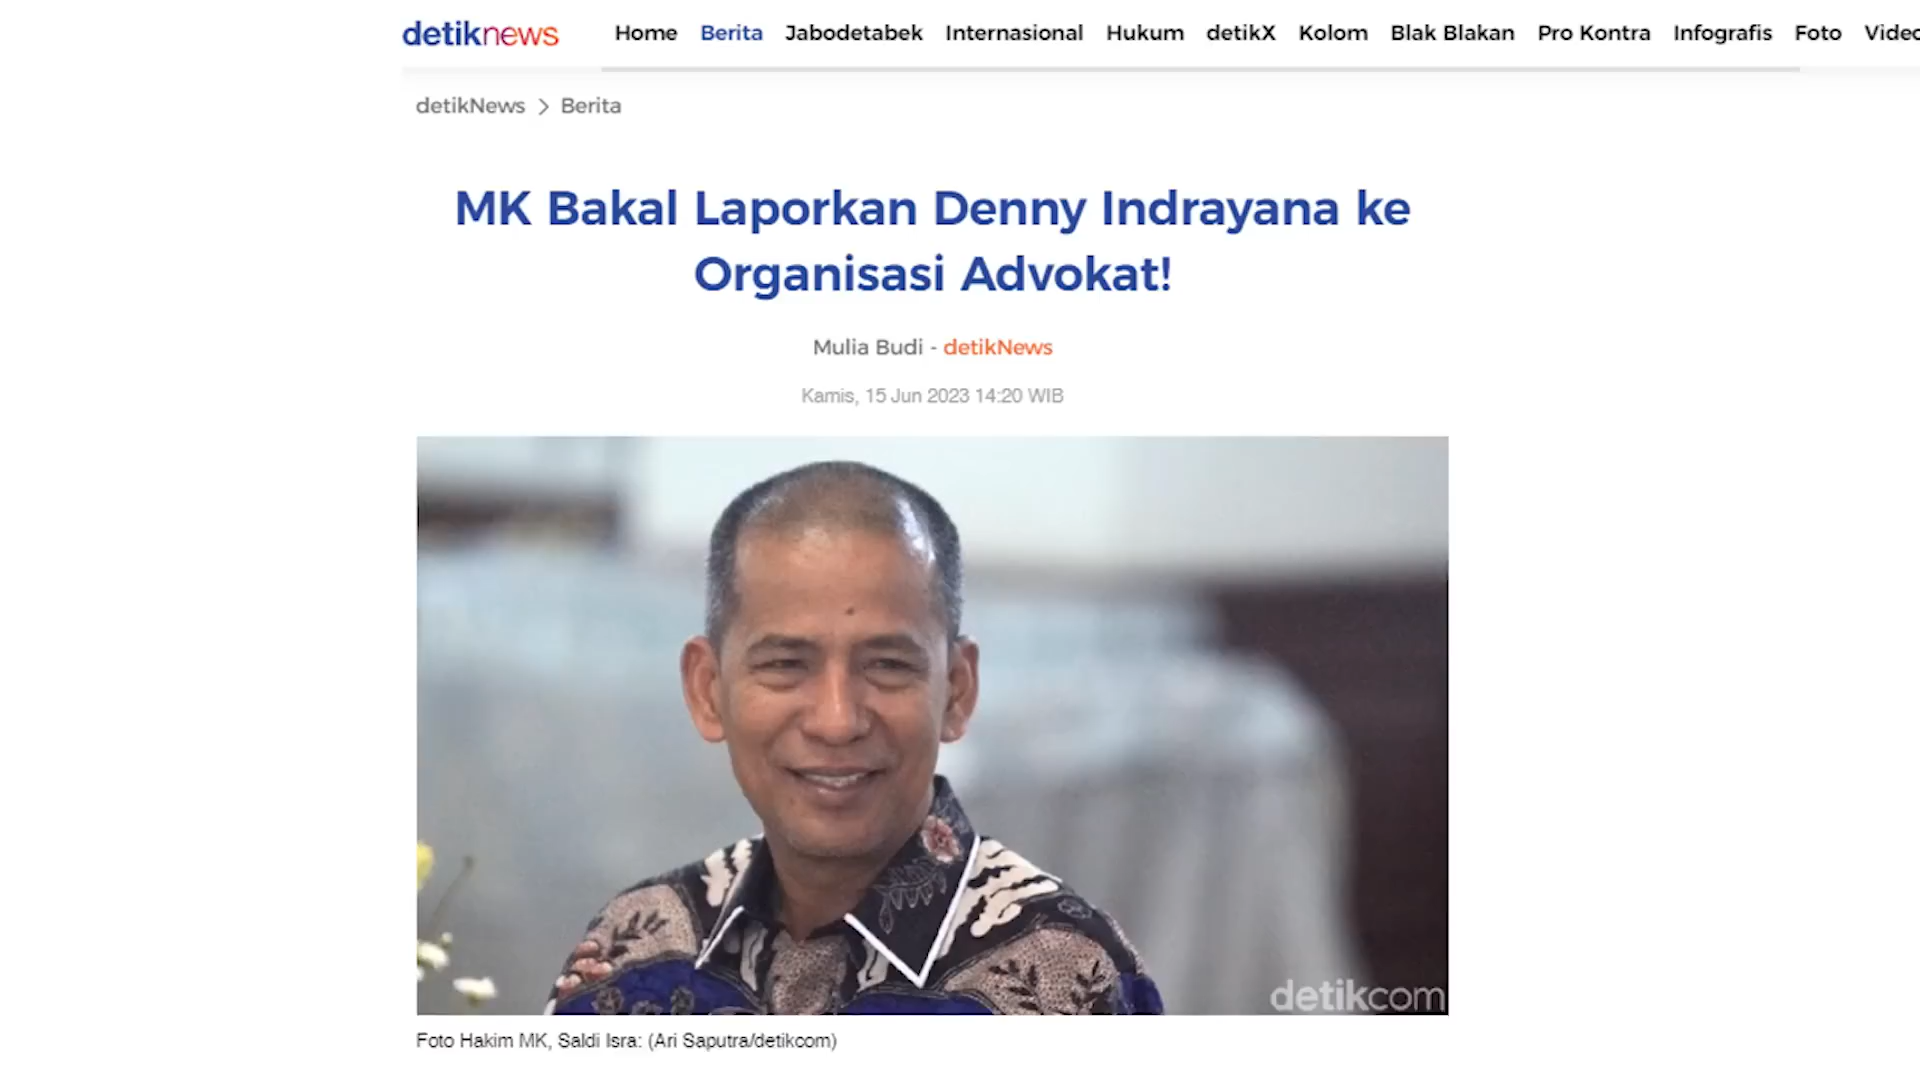 detiknews Home Berita Jabodetabek Internasional Hukum detikX Kolom Blak Blakan Pro Kontra Infografis Foto Video
detikNews > Berita
MK Bakal Laporkan Denny Indrayana ke
Organisasi Advokat!
Mulia Budi - detikNews
Kamis, 15 Jun 2023 14:20 WIB
detikcom
Foto Hakim MK, Saldi Isra: (Ari Saputra/detikcom)